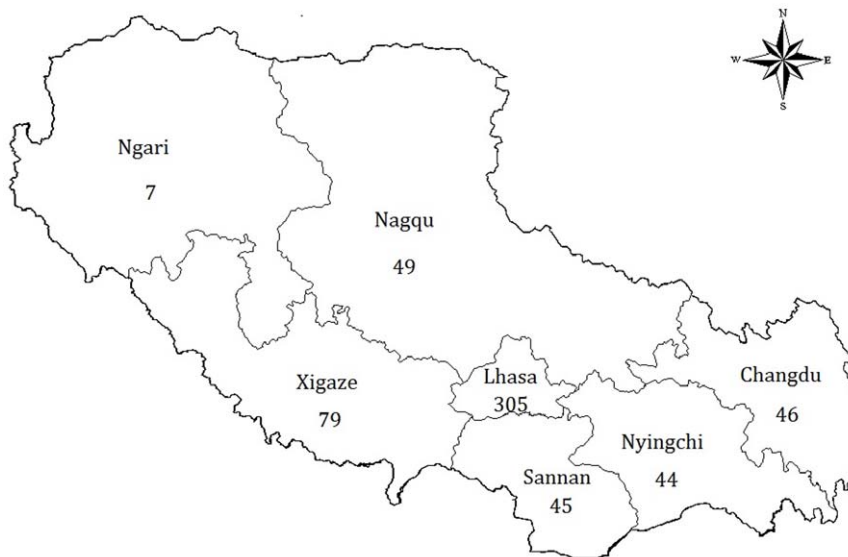 N
W E
S
Ngari
7
Nagqu
49
Xigaze
79
Lhasa
305
Changdu
46
Nyingchi
44
Sannan
45